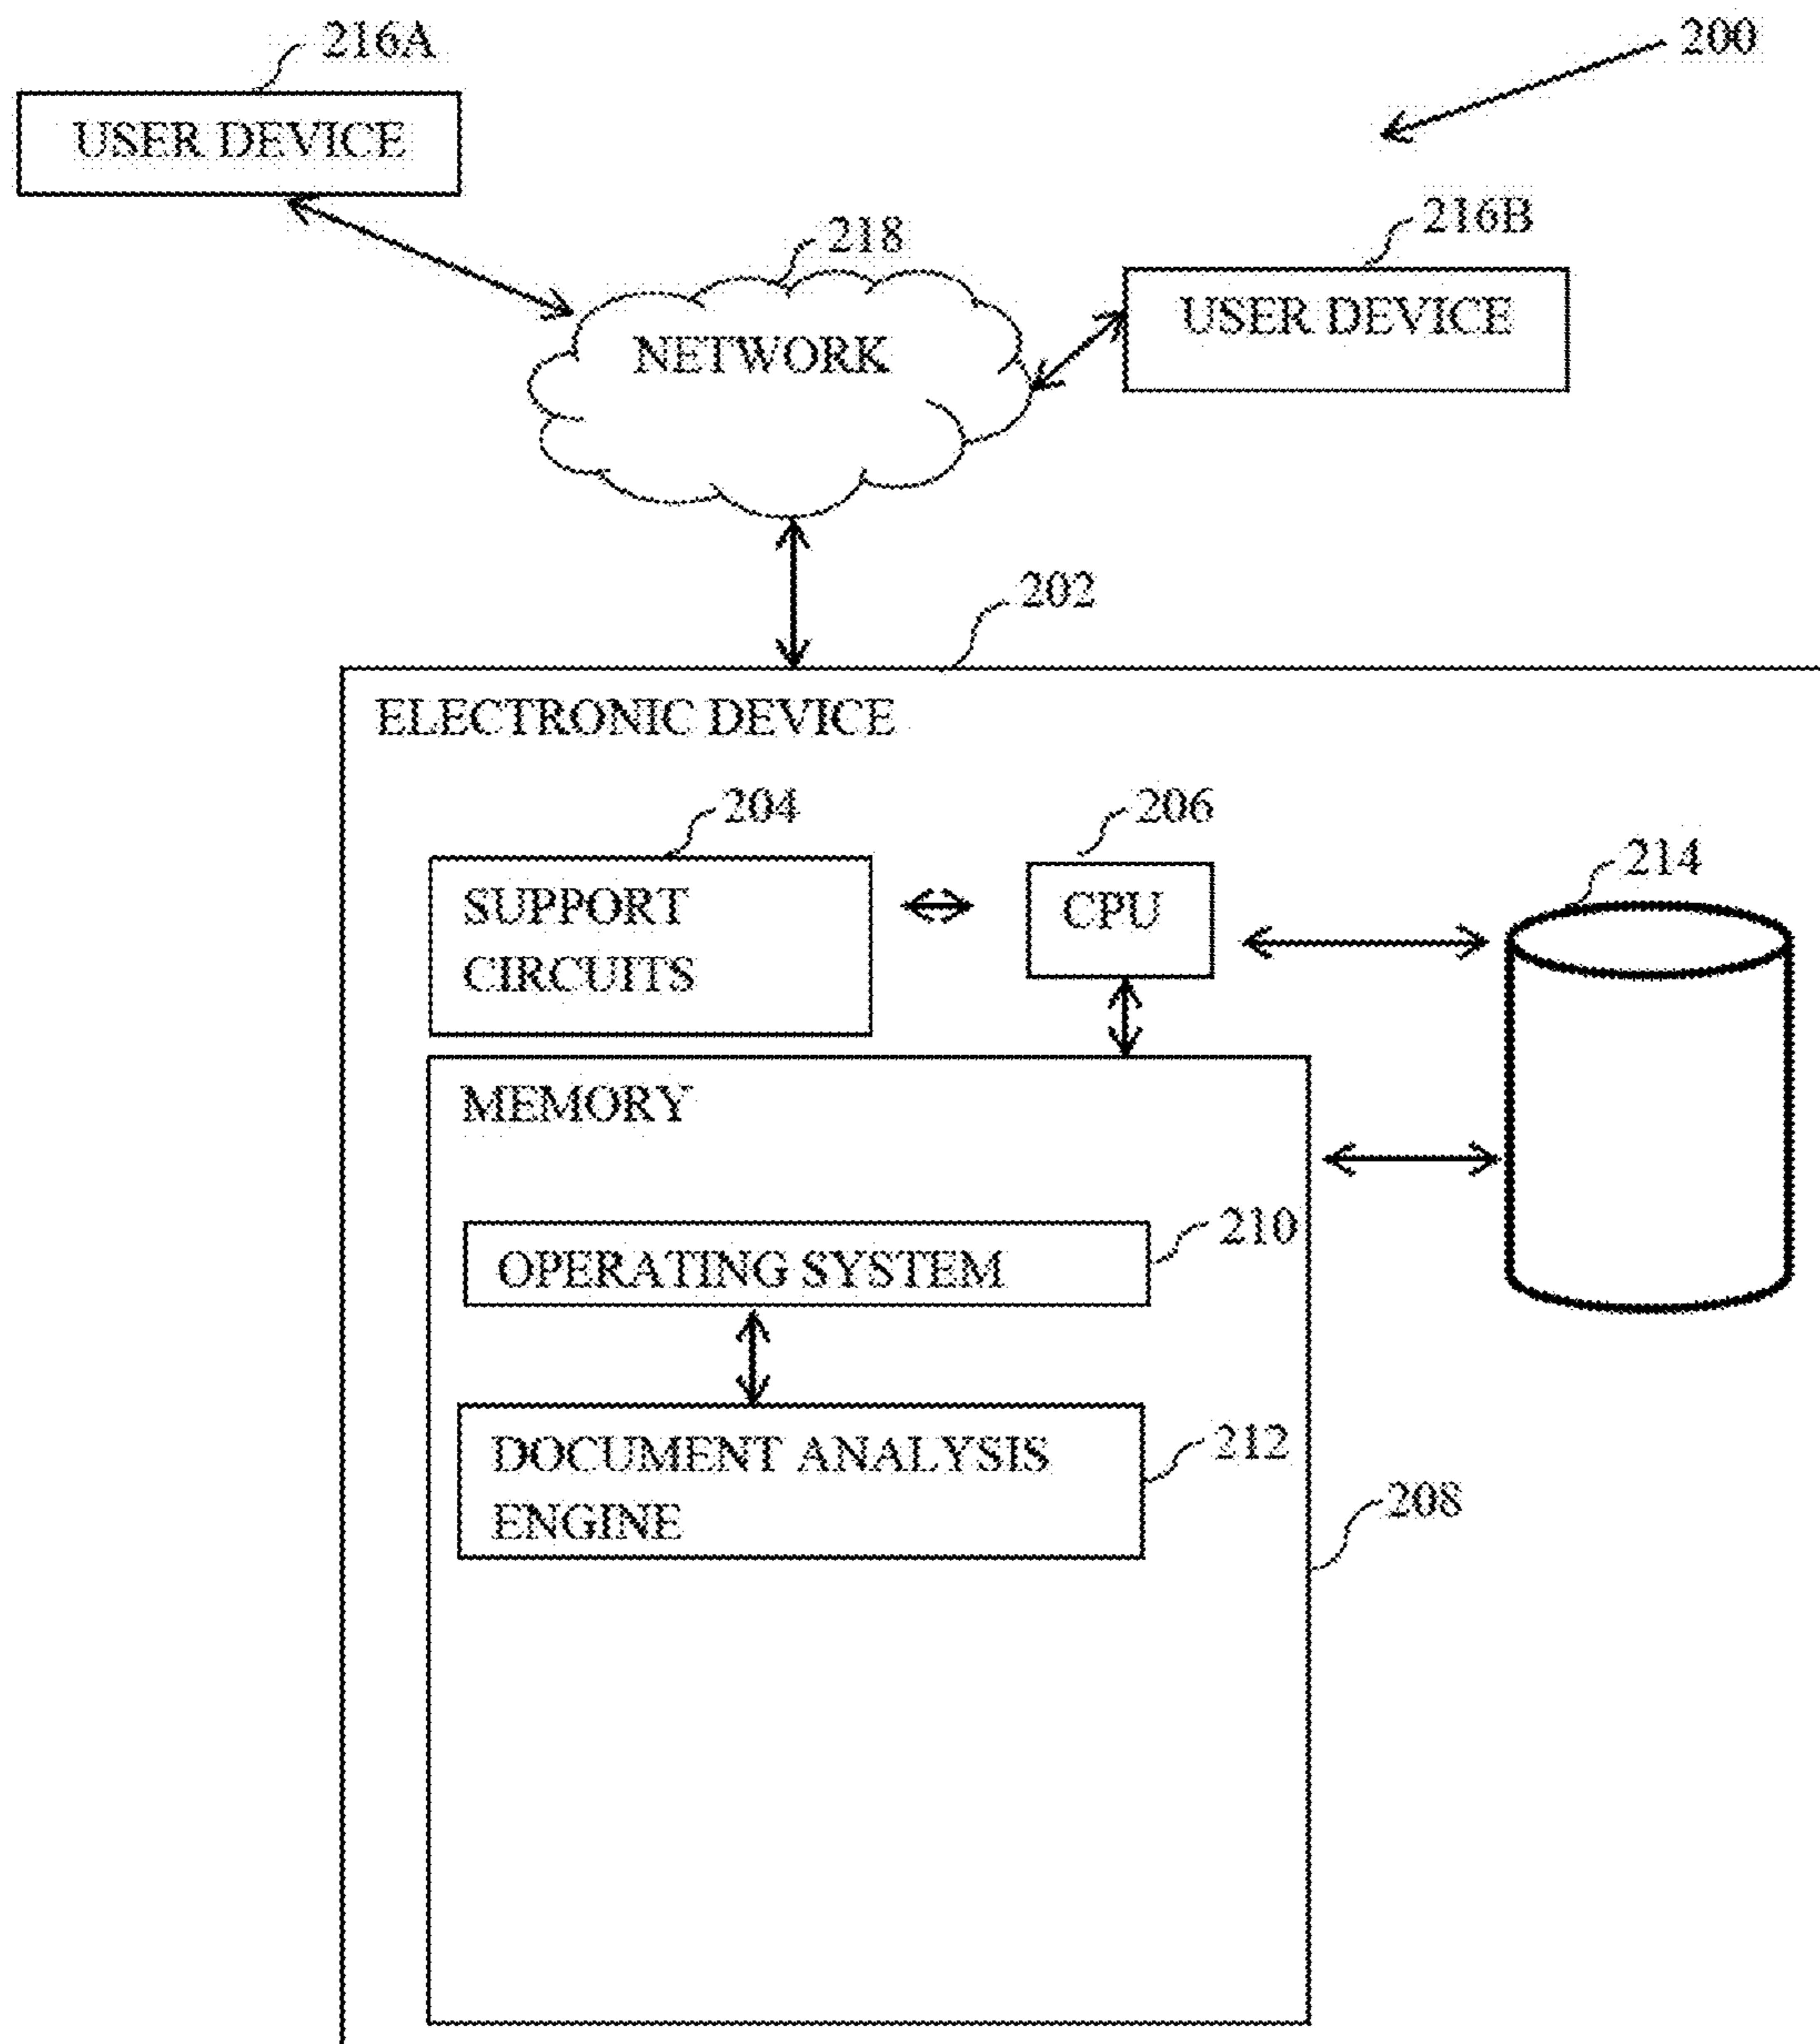 216A
200
USER DEVICE
216B
218
USER DEVICE
NETWORK
202
ELECTRONIC DEVICE
204
206
214
SUPPORT
CIRCUITS
CPU
MEMORY
210
OPERATING SYSTEM
212
DOCUMENT ANALYSIS
ENGINE
208